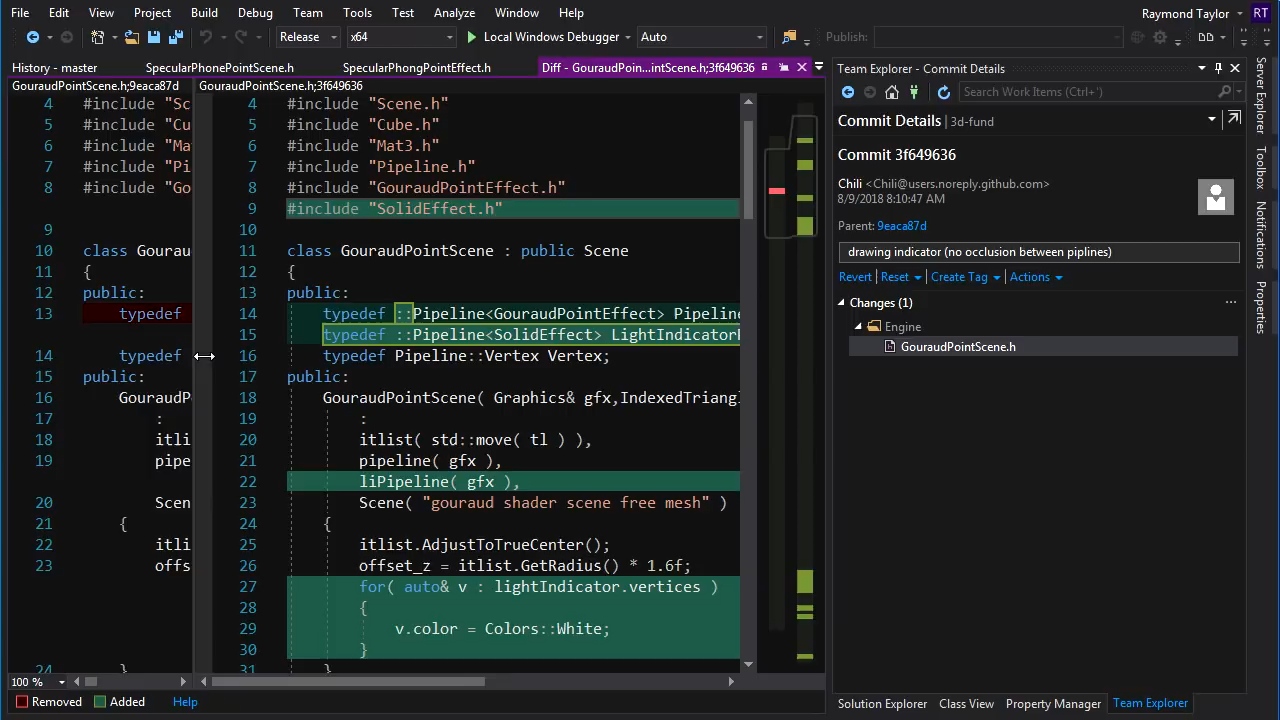 File Edit View Project Build Debug Team Tools Test Analyze Window Help Raymond Taylor RT
Release x64 Local Windows Debugger Auto Publish:
History - master SpecularPhonePointScene.h SpecularPhongPointEffect.h Diff - GouraudPoin...intScene.h;3f649636
GouraudPointScene.h;9eaca87d GouraudPointScene.h;3f649636
4 #include "Sc
5 #include "Cu
6 #include "Ma
7 #include "Pi
8 #include "Go
9
10 class Gourau
11 {
12 public:
13 typedef
14 typedef
15 public:
16 GouraudP
17 :
18 itli
19 pipe
20 Scen
21 {
22 itli
23 offs
24 }
4 #include "Scene.h"
5 #include "Cube.h"
6 #include "Mat3.h"
7 #include "Pipeline.h"
8 #include "GouraudPointEffect.h"
9 #include "SolidEffect.h"
10
11 class GouraudPointScene : public Scene
12 {
13 public:
14 typedef ::Pipeline<GouraudPointEffect> Pipeline
15 typedef ::Pipeline<SolidEffect> LightIndicator
16 typedef Pipeline::Vertex Vertex;
17 public:
18 GouraudPointScene( Graphics& gfx,IndexedTriangl
19 :
20 itlist( std::move( tl ) ),
21 pipeline( gfx ),
22 liPipeline( gfx ),
23 Scene( "gouraud shader scene free mesh" )
24 {
25 itlist.AdjustToTrueCenter();
26 offset_z = itlist.GetRadius() * 1.6f;
27 for( auto& v : lightIndicator.vertices )
28 {
29 v.color = Colors::White;
30 }
31 }
100 %
Removed Added Help
Team Explorer - Commit Details
Search Work Items (Ctrl+')
Commit Details | 3d-fund
Commit 3f649636
Chili <Chili@users.noreply.github.com>
8/9/2018 8:10:47 AM
Parent: 9eaca87d
drawing indicator (no occlusion between piplines)
Revert Reset Create Tag Actions
Changes (1) ...
Engine
GouraudPointScene.h
Solution Explorer Class View Property Manager Team Explorer
Server Explorer
Toolbox
Notifications
Properties